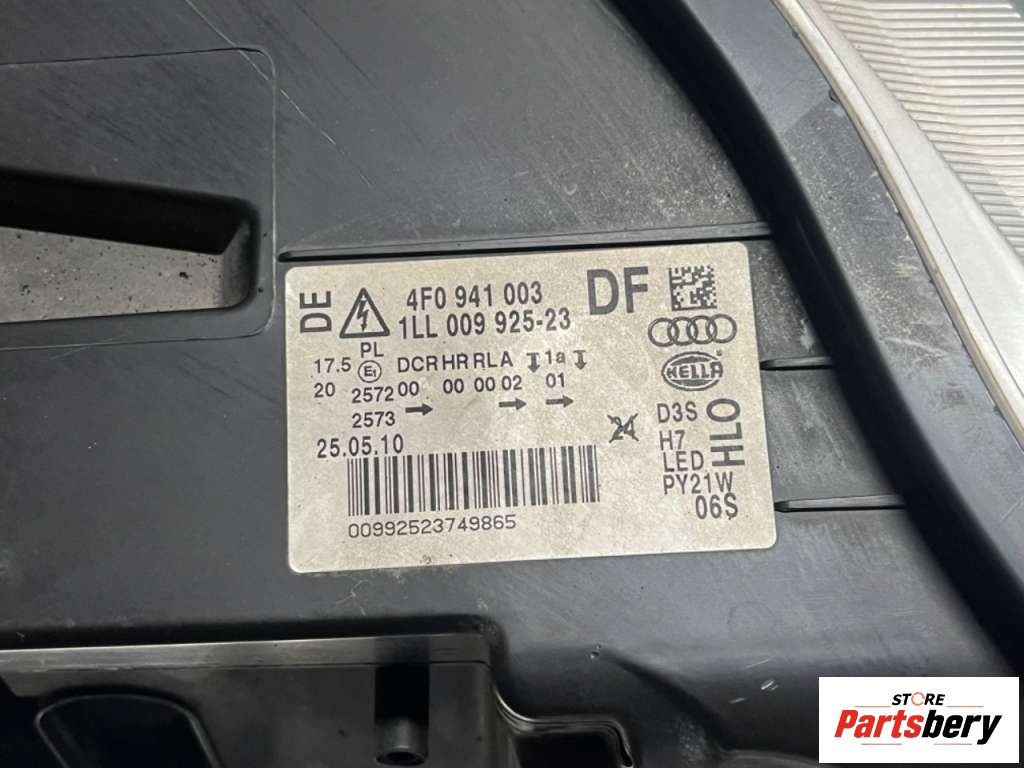 DE
4F0 941 003
DF
1LL 009 925-23
PL
17.5 E1 DCR HR RL A 1a
HELLA
20 2572 00 00 00 02 01
2573
24
D3S
H7
LED
HLO
PY21W
25.05.10
06S
00992523749865
STORE
Partsbery